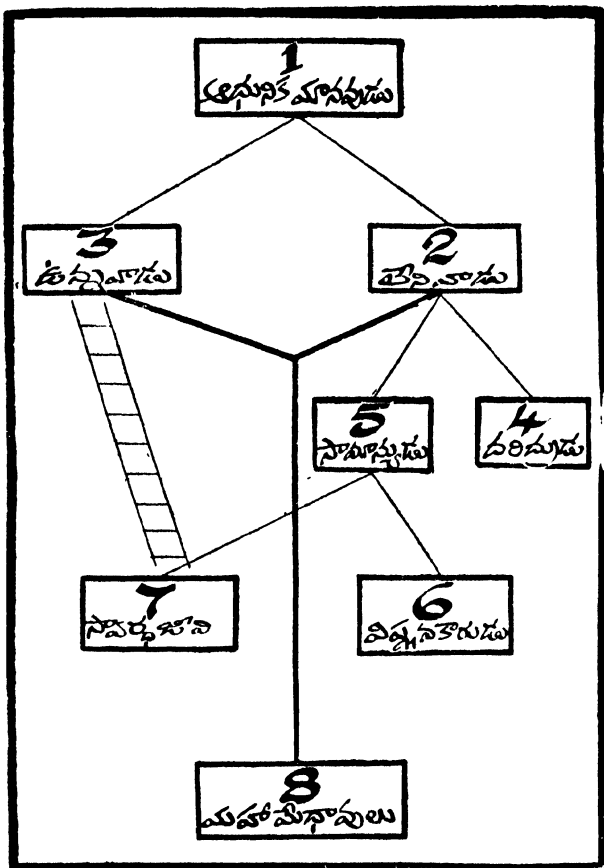 1
ఆధునిక మానవుడు
3
ఉన్నవాడు
2
లేనివాడు
5
సామాన్యుడు
4
దరిద్రుడు
7
స్వార్థజీవి
6
విప్లవకారుడు
8
మహా మేధావులు